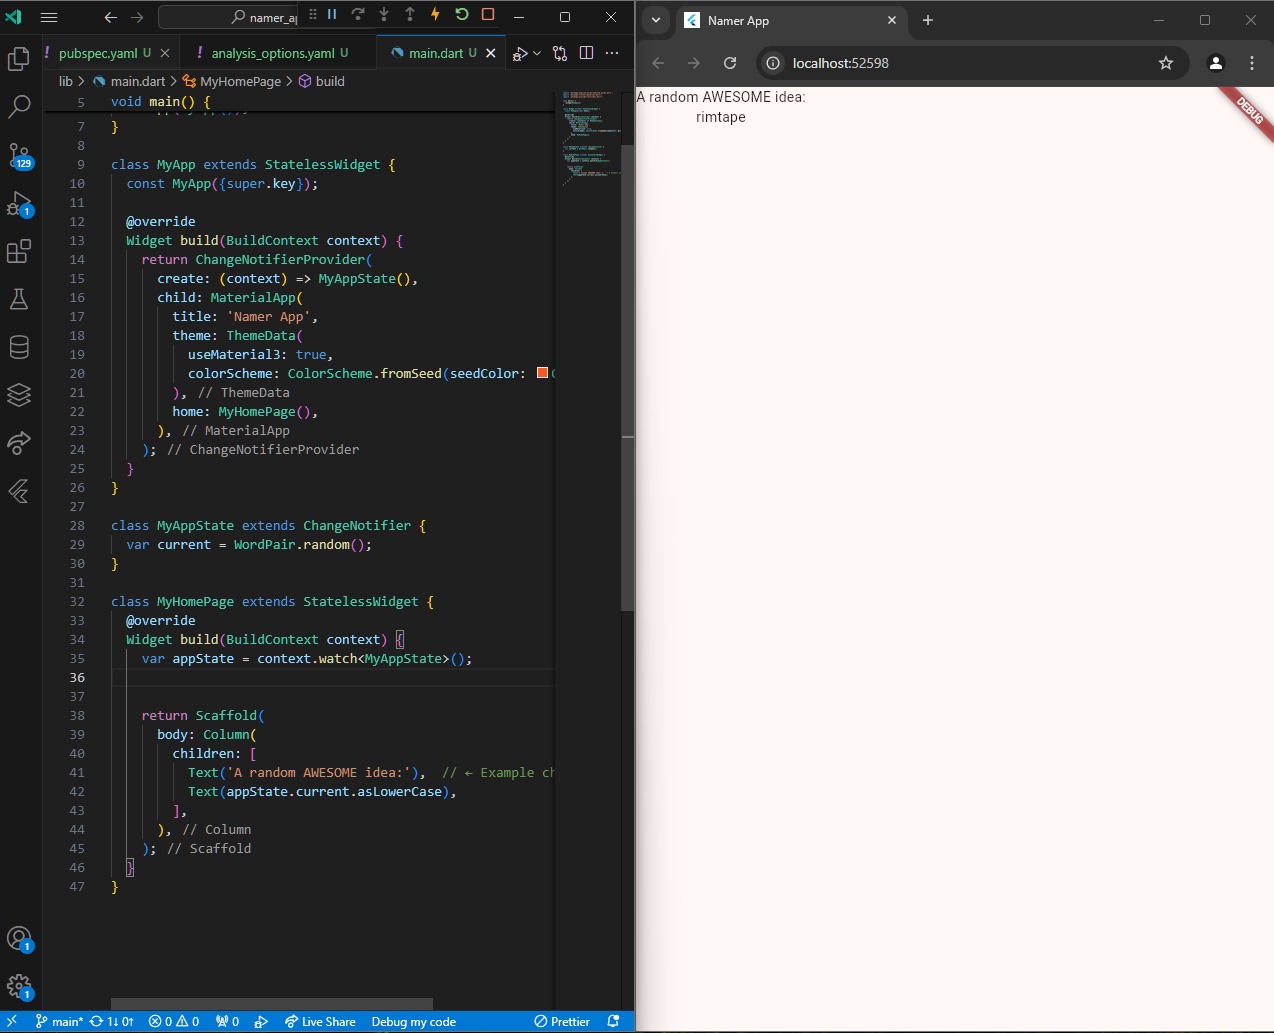 namer_ap
pubspec.yaml U
! analysis_options.yaml U
main.dart U
lib > main.dart > MyHomePage > build
5 void main() {
7 }
8
9 class MyApp extends StatelessWidget {
10 const MyApp({super.key});
11
12 @override
13 Widget build(BuildContext context) {
14 return ChangeNotifierProvider(
15 create: (context) => MyAppState(),
16 child: MaterialApp(
17 title: 'Namer App',
18 theme: ThemeData(
19 useMaterial3: true,
20 colorScheme: ColorScheme.fromSeed(seedColor:
21 ), // ThemeData
22 home: MyHomePage(),
23 ), // MaterialApp
24 ); // ChangeNotifierProvider
25 }
26 }
27
28 class MyAppState extends ChangeNotifier {
29 var current = WordPair.random();
30 }
31
32 class MyHomePage extends StatelessWidget {
33 @override
34 Widget build(BuildContext context) {
35 var appState = context.watch<MyAppState>();
36
37
38 return Scaffold(
39 body: Column(
40 children: [
41 Text('A random AWESOME idea:'), // ← Example ch
42 Text(appState.current.asLowerCase),
43 ],
44 ), // Column
45 ); // Scaffold
46 }
47 }
129
1
1
1
main* 1↓ 0↑ 0 0 0 Live Share Debug my code Prettier
Namer App
localhost:52598
A random AWESOME idea:
rimtape
DEBUG